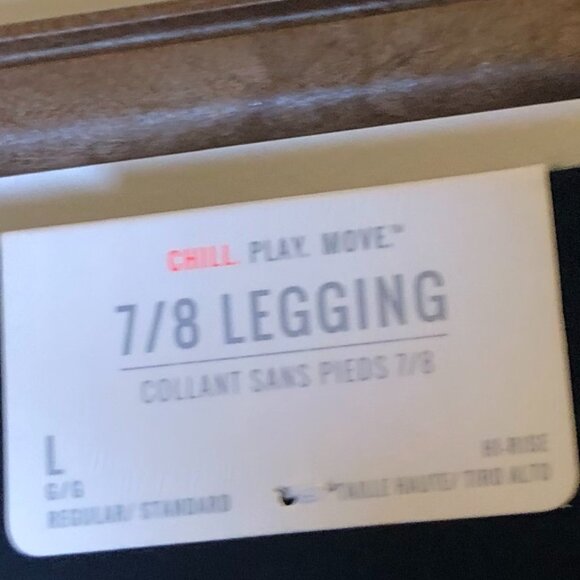 CHILL. PLAY. MOVE.™
7/8 LEGGING
COLLANT SANS PIEDS 7/8
L
G/G
REGULAR/ STANDARD
HI-RISE
TAILLE HAUTE/ TIRO ALTO